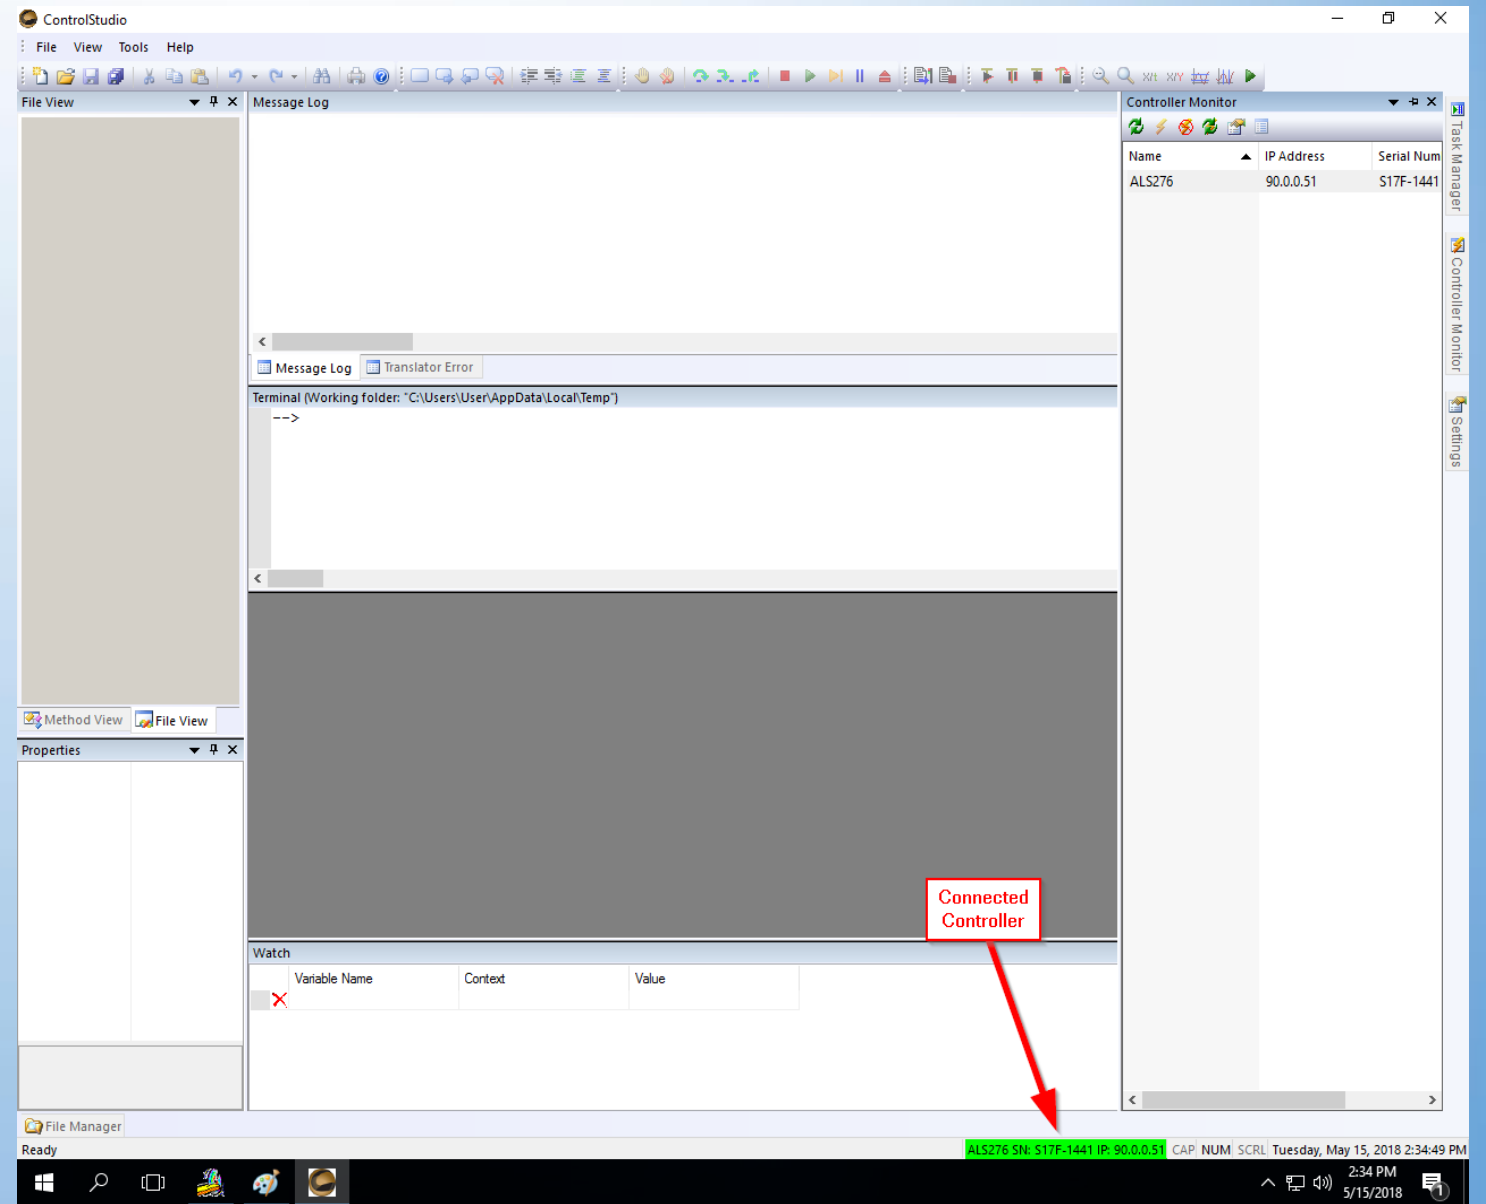 ControlStudio
File View Tools Help
X/t X/Y
File View
Message Log
Controller Monitor
Name IP Address Serial Num
ALS276 90.0.0.51 S17F-1441
Task Manager
Controller Monitor
Settings
Message Log Translator Error
Terminal (Working folder: "C:\Users\User\AppData\Local\Temp")
-->
Method View File View
Properties
Connected
Controller
Watch
Variable Name Context Value
File Manager
Ready
ALS276 SN: S17F-1441 IP: 90.0.0.51 CAP NUM SCRL Tuesday, May 15, 2018 2:34:49 PM
2:34 PM
5/15/2018
1